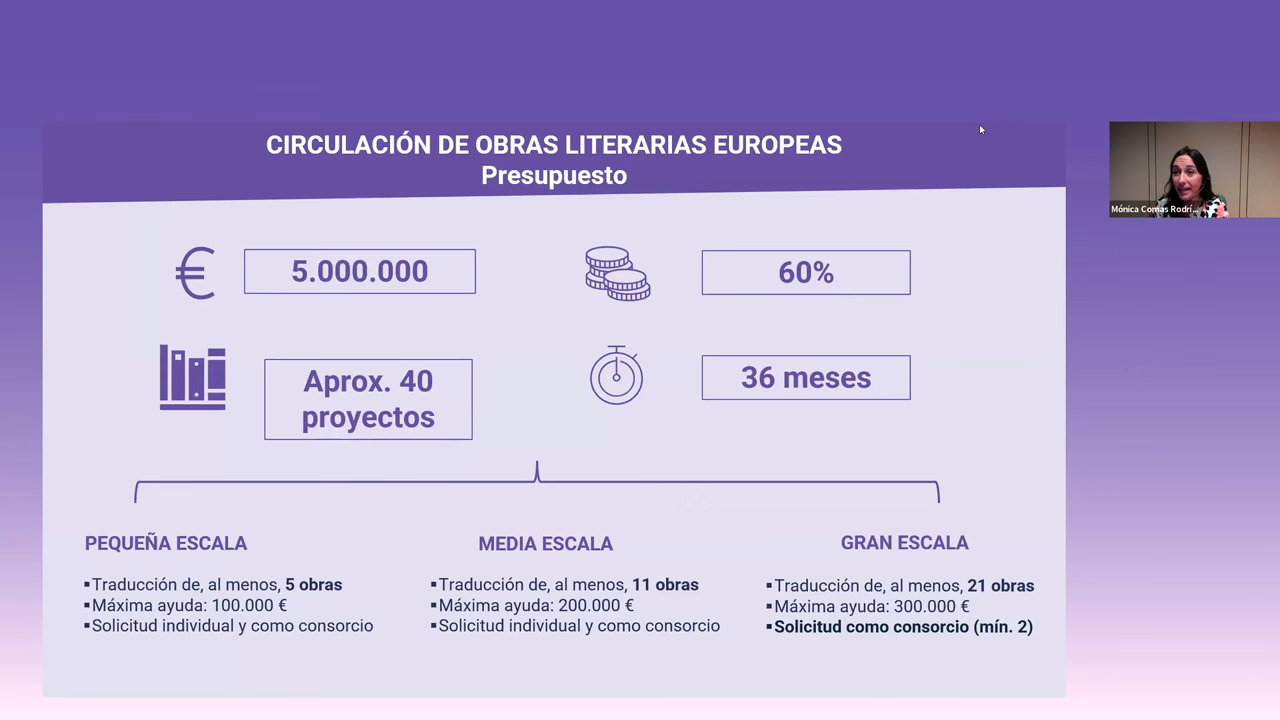 CIRCULACIÓN DE OBRAS LITERARIAS EUROPEAS
Presupuesto
Mónica Comas Rodrí...
€
5.000.000
60%
Aprox. 40
proyectos
36 meses
PEQUEÑA ESCALA
▪Traducción de, al menos, 5 obras
▪Máxima ayuda: 100.000 €
▪Solicitud individual y como consorcio
MEDIA ESCALA
▪Traducción de, al menos, 11 obras
▪Máxima ayuda: 200.000 €
▪Solicitud individual y como consorcio
GRAN ESCALA
▪Traducción de, al menos, 21 obras
▪Máxima ayuda: 300.000 €
▪Solicitud como consorcio (mín. 2)